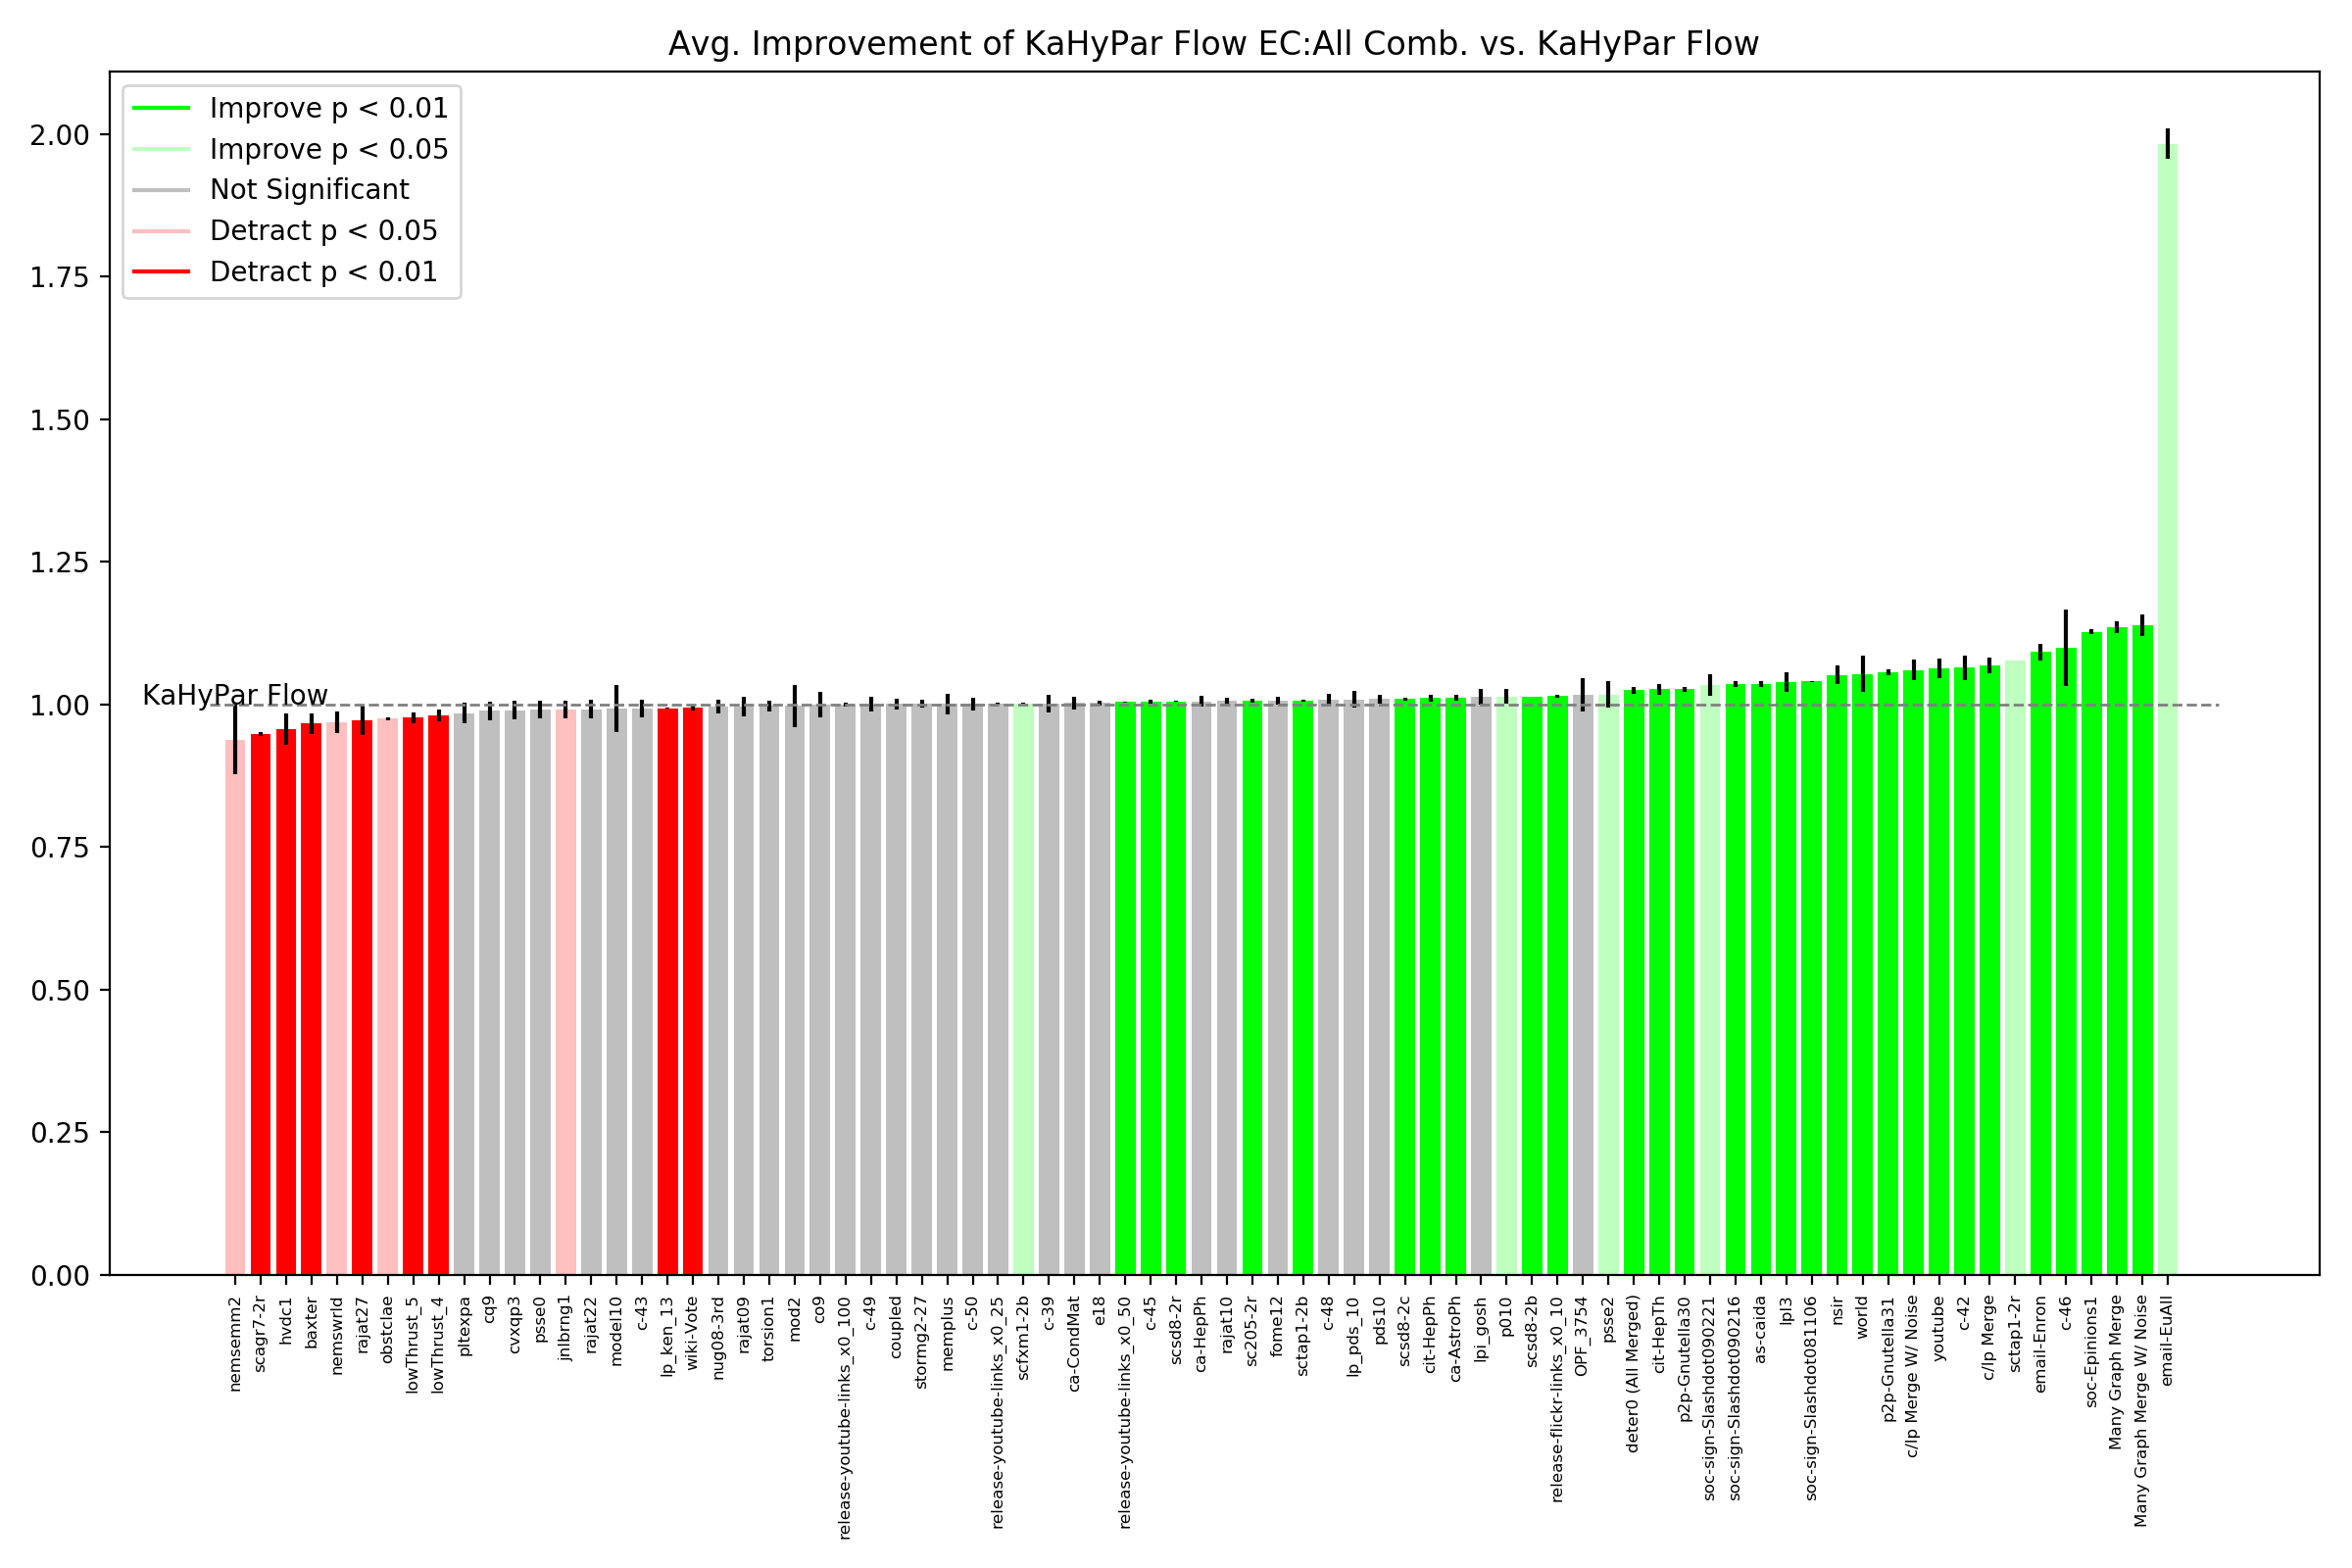 Avg. Improvement of KaHyPar Flow EC:All Comb. vs. KaHyPar Flow
Improve p < 0.01
Improve p < 0.05
Not Significant
Detract p < 0.05
Detract p < 0.01
2.00
1.75
1.50
1.25
1.00
0.75
0.50
0.25
0.00
KaHyPar Flow
nemsemm2
scagr7-2r
hvdc1
baxter
nemswrld
rajat27
obstclae
lowThrust_5
lowThrust_4
pltexpa
cq9
cvxqp3
psse0
jnlbrng1
rajat22
model10
c-43
lp_ken_13
wiki-Vote
nug08-3rd
rajat09
torsion1
mod2
co9
release-youtube-links_x0_100
c-49
coupled
stormg2-27
memplus
c-50
release-youtube-links_x0_25
scfxm1-2b
c-39
ca-CondMat
e18
release-youtube-links_x0_50
c-45
scsd8-2r
ca-HepPh
rajat10
sc205-2r
fome12
sctap1-2b
c-48
lp_pds_10
pds10
scsd8-2c
cit-HepPh
ca-AstroPh
lpi_gosh
p010
scsd8-2b
release-flickr-links_x0_10
OPF_3754
psse2
deter0 (All Merged)
cit-HepTh
p2p-Gnutella30
soc-sign-Slashdot090221
soc-sign-Slashdot090216
as-caida
lpl3
soc-sign-Slashdot081106
nsir
world
p2p-Gnutella31
c/lp Merge W/ Noise
youtube
c-42
c/lp Merge
sctap1-2r
email-Enron
c-46
soc-Epinions1
Many Graph Merge
Many Graph Merge W/ Noise
email-EuAll